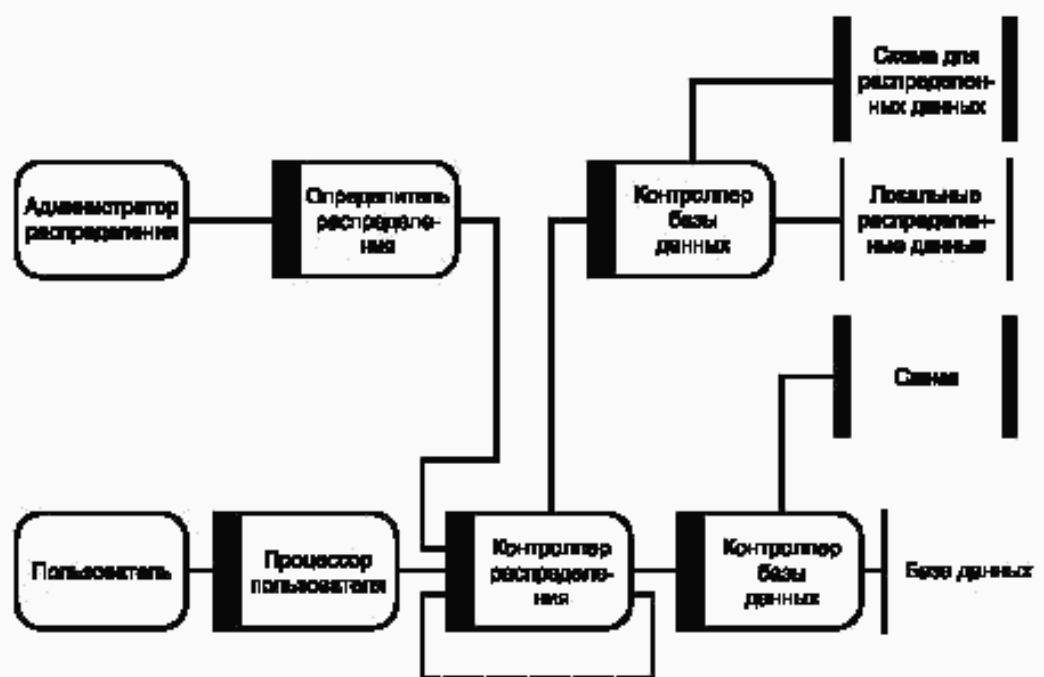 Схема для
распределен-
ных данных
Администратор
распределения
Определитель
распределе-
ния
Контроллер
базы
данных
Локальные
распределен-
ные данные
Схема
Пользователь
Процессор
пользователя
Контроллер
распределе-
ния
Контроллер
базы
данных
База данных